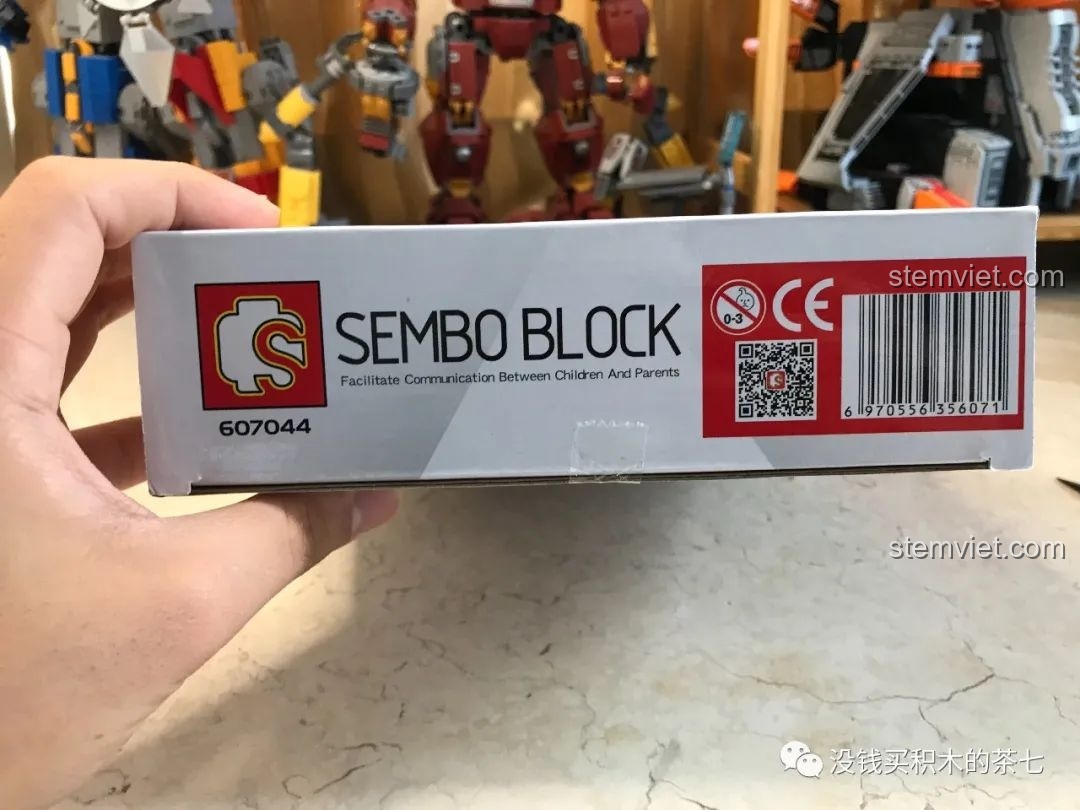 stemviet.com
SEMBO BLOCK
Facilitate Communication Between Children And Parents
607044
0-3
CE
6 970556 356071
stemviet.com
没钱买积木的茶七